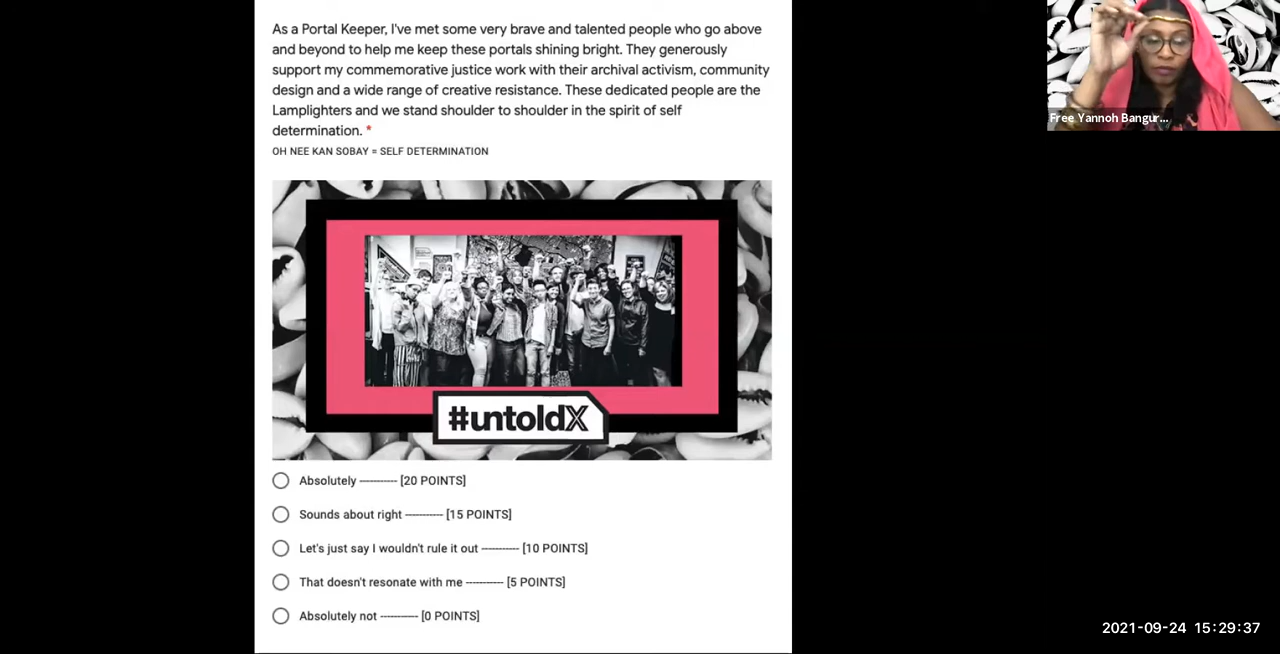 As a Portal Keeper, I've met some very brave and talented people who go above
and beyond to help me keep these portals shining bright. They generously
support my commemorative justice work with their archival activism, community
design and a wide range of creative resistance. These dedicated people are the
Lamplighters and we stand shoulder to shoulder in the spirit of self
determination. *
OH NEE KAN SOBAY = SELF DETERMINATION
Free Yannoh Bangur...
#untoldX
Absolutely ----------- [20 POINTS]
Sounds about right ----------- [15 POINTS]
Let's just say I wouldn't rule it out ----------- [10 POINTS]
That doesn't resonate with me ----------- [5 POINTS]
Absolutely not ----------- [0 POINTS]
2021-09-24 15:29:37